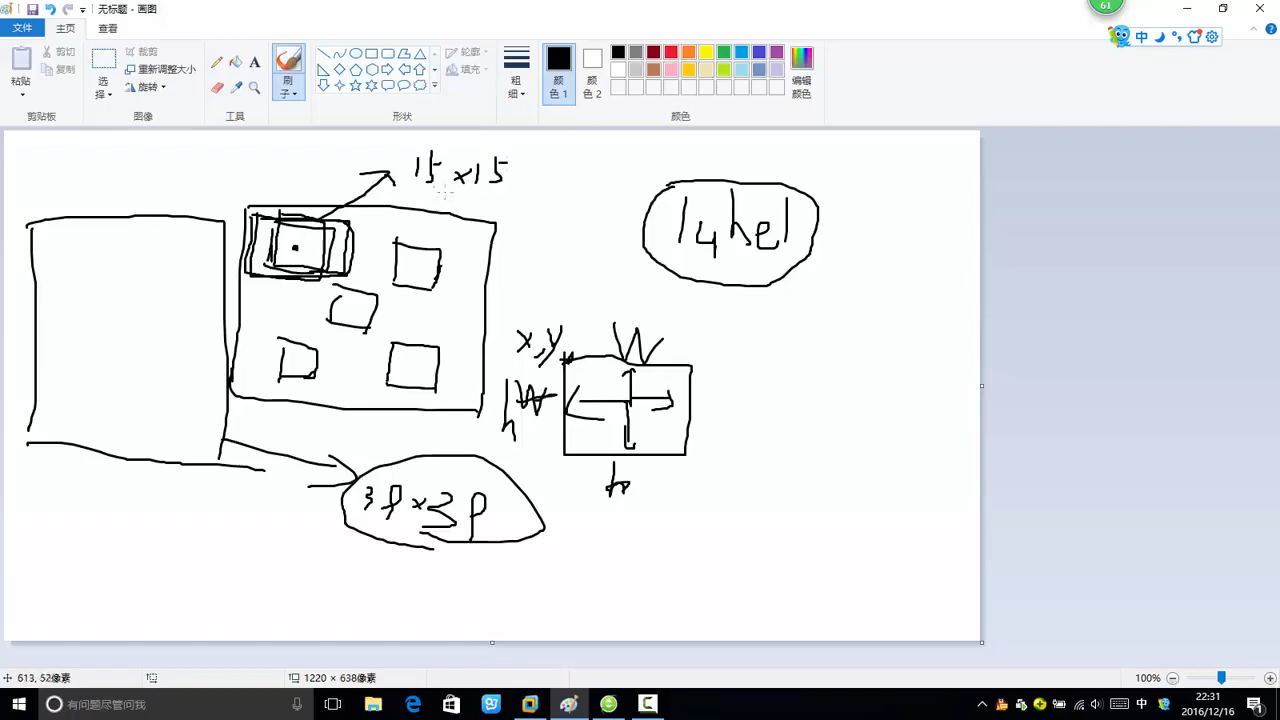 无标题 - 画图
61
文件 主页 查看
中
粘贴
剪切
复制
选择
裁剪
重新调整大小
旋转
刷子
轮廓
填充
粗细
颜色 1
颜色 2
编辑颜色
剪贴板 图像 工具 形状 颜色
15 x15
x,y W
h
613, 52像素 1220 × 638像素 100%
有问题尽管问我
中
22:31
2016/12/16